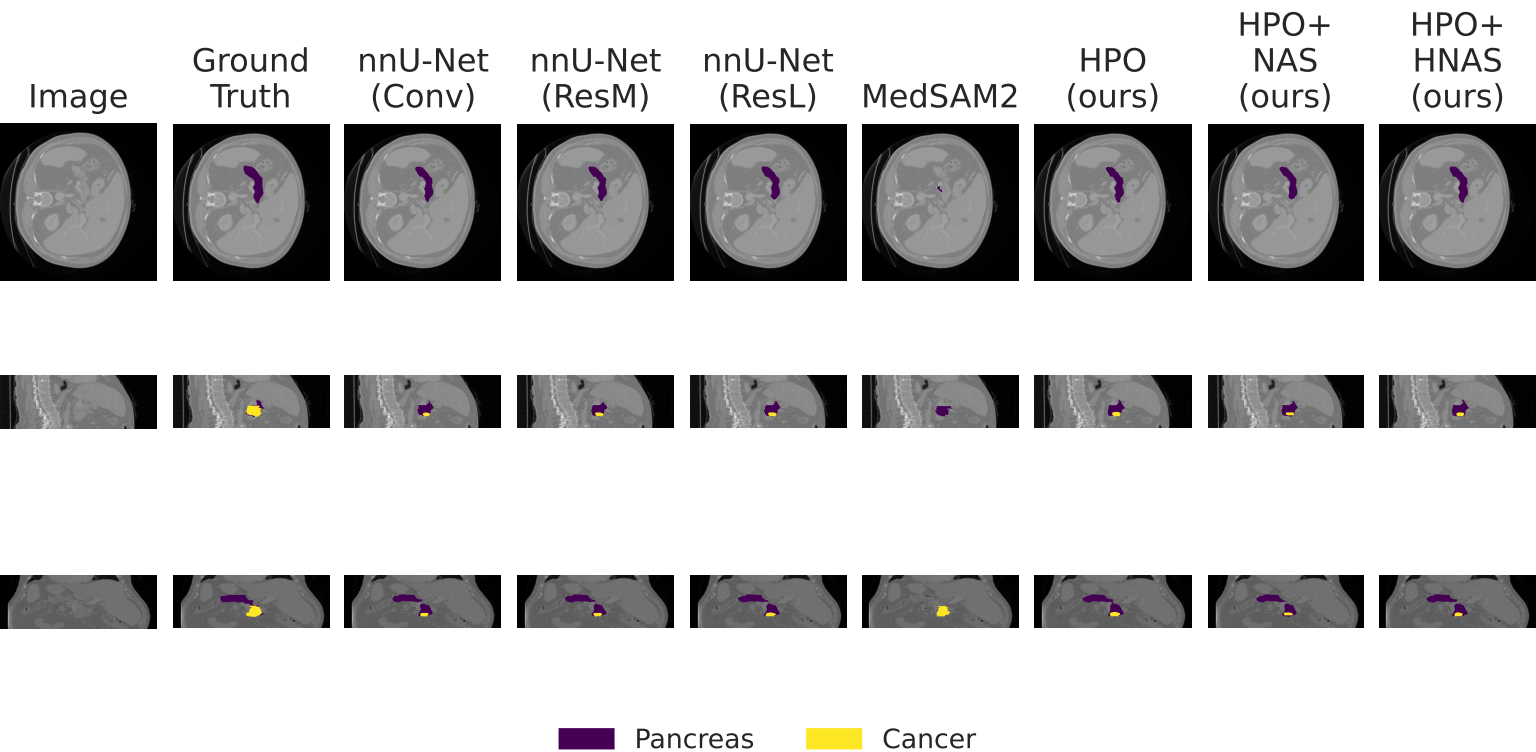 Image
Ground
Truth
nnU-Net
(Conv)
nnU-Net
(ResM)
nnU-Net
(ResL)
MedSAM2
HPO
(ours)
HPO+
NAS
(ours)
HPO+
HNAS
(ours)
Pancreas
Cancer